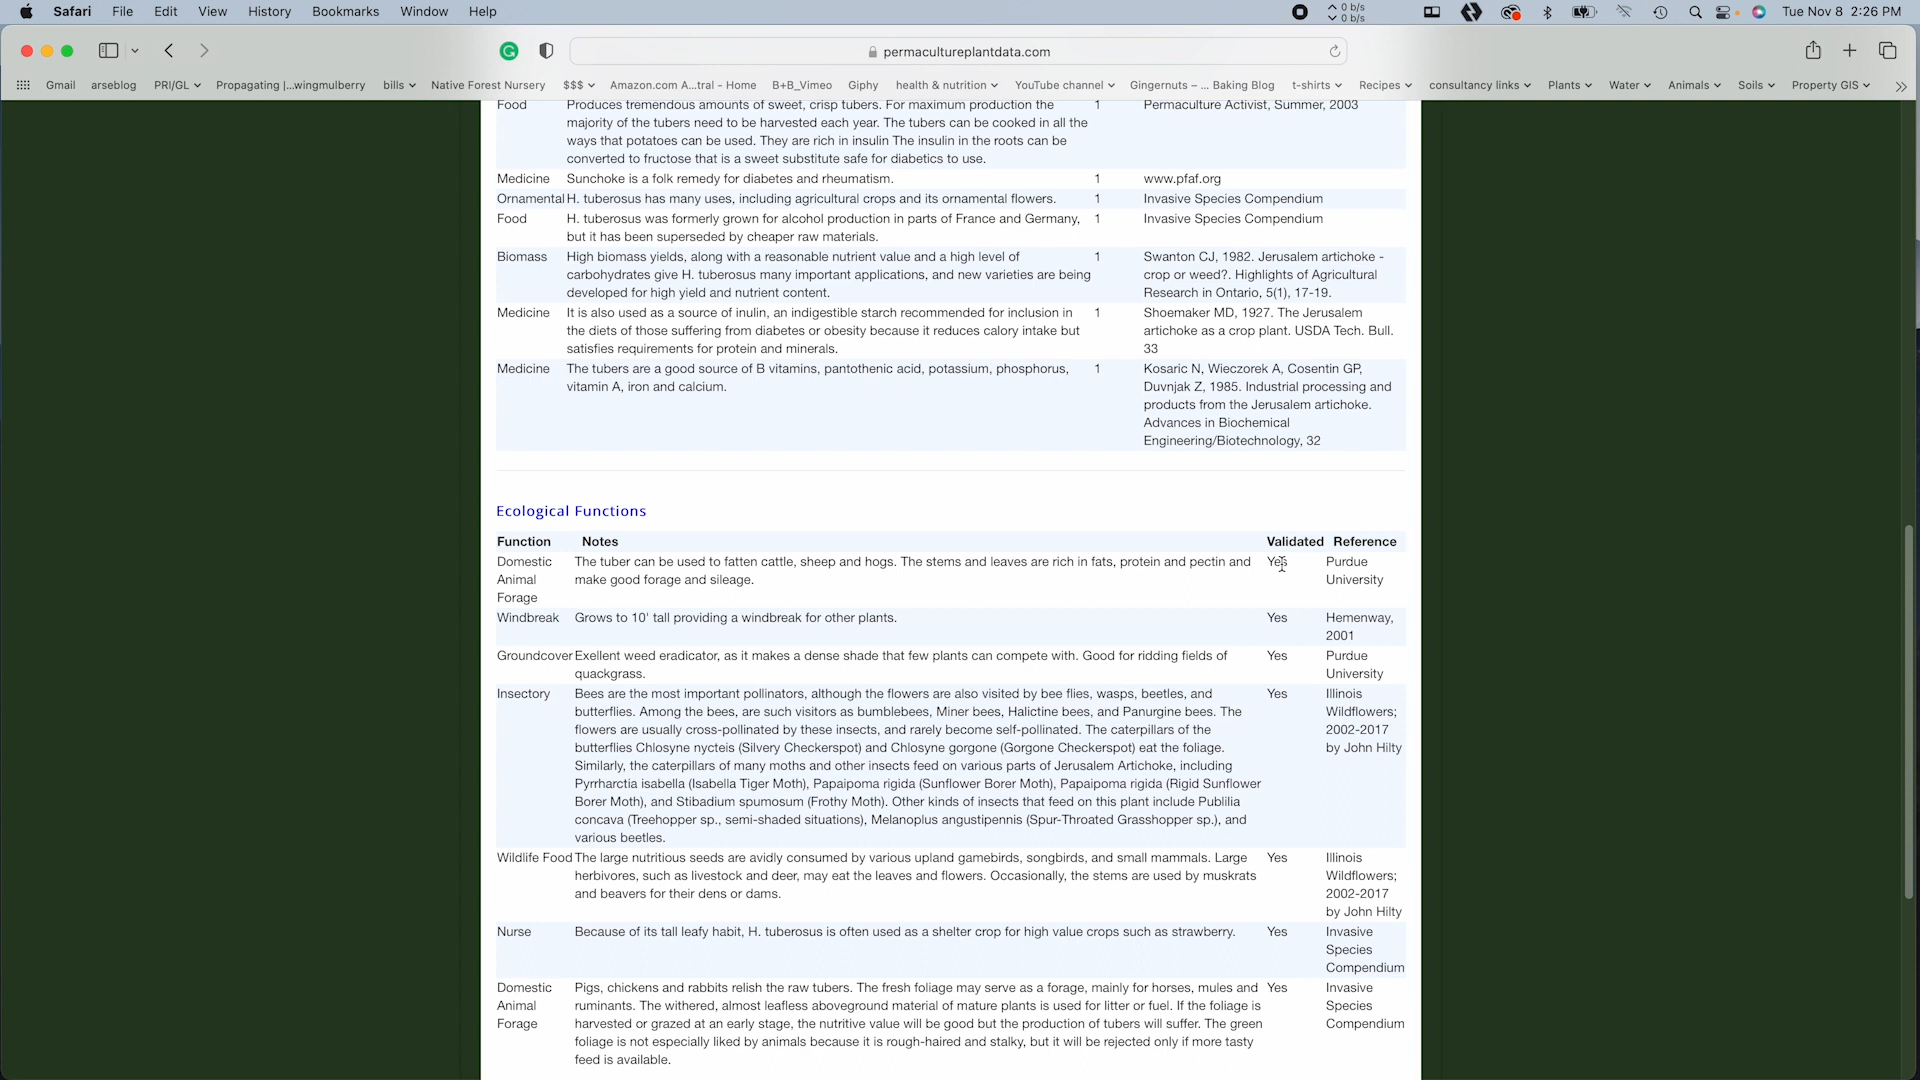 Safari File Edit View History Bookmarks Window Help 0 b/s 0 b/s Tue Nov 8 2:26 PM
permacultureplantdata.com
Gmail arseblog PRI/GL Propagating |...wingmulberry bills Native Forest Nursery $$$ Amazon.com A...tral - Home B+B_Vimeo Giphy health & nutrition YouTube channel Gingernuts – ... Baking Blog t-shirts Recipes consultancy links Plants Water Animals Soils Property GIS
Food Produces tremendous amounts of sweet, crisp tubers. For maximum production the 1 Permaculture Activist, Summer, 2003
majority of the tubers need to be harvested each year. The tubers can be cooked in all the
ways that potatoes can be used. They are rich in insulin The insulin in the roots can be
converted to fructose that is a sweet substitute safe for diabetics to use.
Medicine Sunchoke is a folk remedy for diabetes and rheumatism. 1 www.pfaf.org
Ornamental H. tuberosus has many uses, including agricultural crops and its ornamental flowers. 1 Invasive Species Compendium
Food H. tuberosus was formerly grown for alcohol production in parts of France and Germany, 1 Invasive Species Compendium
but it has been superseded by cheaper raw materials.
Biomass High biomass yields, along with a reasonable nutrient value and a high level of 1 Swanton CJ, 1982. Jerusalem artichoke -
carbohydrates give H. tuberosus many important applications, and new varieties are being crop or weed?. Highlights of Agricultural
developed for high yield and nutrient content. Research in Ontario, 5(1), 17-19.
Medicine It is also used as a source of inulin, an indigestible starch recommended for inclusion in 1 Shoemaker MD, 1927. The Jerusalem
the diets of those suffering from diabetes or obesity because it reduces calory intake but artichoke as a crop plant. USDA Tech. Bull.
satisfies requirements for protein and minerals. 33
Medicine The tubers are a good source of B vitamins, pantothenic acid, potassium, phosphorus, 1 Kosaric N, Wieczorek A, Cosentin GP,
vitamin A, iron and calcium. Duvnjak Z, 1985. Industrial processing and
products from the Jerusalem artichoke.
Advances in Biochemical
Engineering/Biotechnology, 32
Ecological Functions
Function Notes Validated Reference
Domestic The tuber can be used to fatten cattle, sheep and hogs. The stems and leaves are rich in fats, protein and pectin and Yes Purdue
Animal make good forage and sileage. University
Forage
Windbreak Grows to 10' tall providing a windbreak for other plants. Yes Hemenway,
2001
Groundcover Exellent weed eradicator, as it makes a dense shade that few plants can compete with. Good for ridding fields of Yes Purdue
quackgrass. University
Insectory Bees are the most important pollinators, although the flowers are also visited by bee flies, wasps, beetles, and Yes Illinois
butterflies. Among the bees, are such visitors as bumblebees, Miner bees, Halictine bees, and Panurgine bees. The Wildflowers;
flowers are usually cross-pollinated by these insects, and rarely become self-pollinated. The caterpillars of the 2002-2017
butterflies Chlosyne nycteis (Silvery Checkerspot) and Chlosyne gorgone (Gorgone Checkerspot) eat the foliage. by John Hilty
Similarly, the caterpillars of many moths and other insects feed on various parts of Jerusalem Artichoke, including
Pyrrharctia isabella (Isabella Tiger Moth), Papaipoma rigida (Sunflower Borer Moth), Papaipoma rigida (Rigid Sunflower
Borer Moth), and Stibadium spumosum (Frothy Moth). Other kinds of insects that feed on this plant include Publilia
concava (Treehopper sp., semi-shaded situations), Melanoplus angustipennis (Spur-Throated Grasshopper sp.), and
various beetles.
Wildlife Food The large nutritious seeds are avidly consumed by various upland gamebirds, songbirds, and small mammals. Large Yes Illinois
herbivores, such as livestock and deer, may eat the leaves and flowers. Occasionally, the stems are used by muskrats Wildflowers;
and beavers for their dens or dams. 2002-2017
by John Hilty
Nurse Because of its tall leafy habit, H. tuberosus is often used as a shelter crop for high value crops such as strawberry. Yes Invasive
Species
Compendium
Domestic Pigs, chickens and rabbits relish the raw tubers. The fresh foliage may serve as a forage, mainly for horses, mules and Yes Invasive
Animal ruminants. The withered, almost leafless aboveground material of mature plants is used for litter or fuel. If the foliage is Species
Forage harvested or grazed at an early stage, the nutritive value will be good but the production of tubers will suffer. The green Compendium
foliage is not especially liked by animals because it is rough-haired and stalky, but it will be rejected only if more tasty
feed is available.